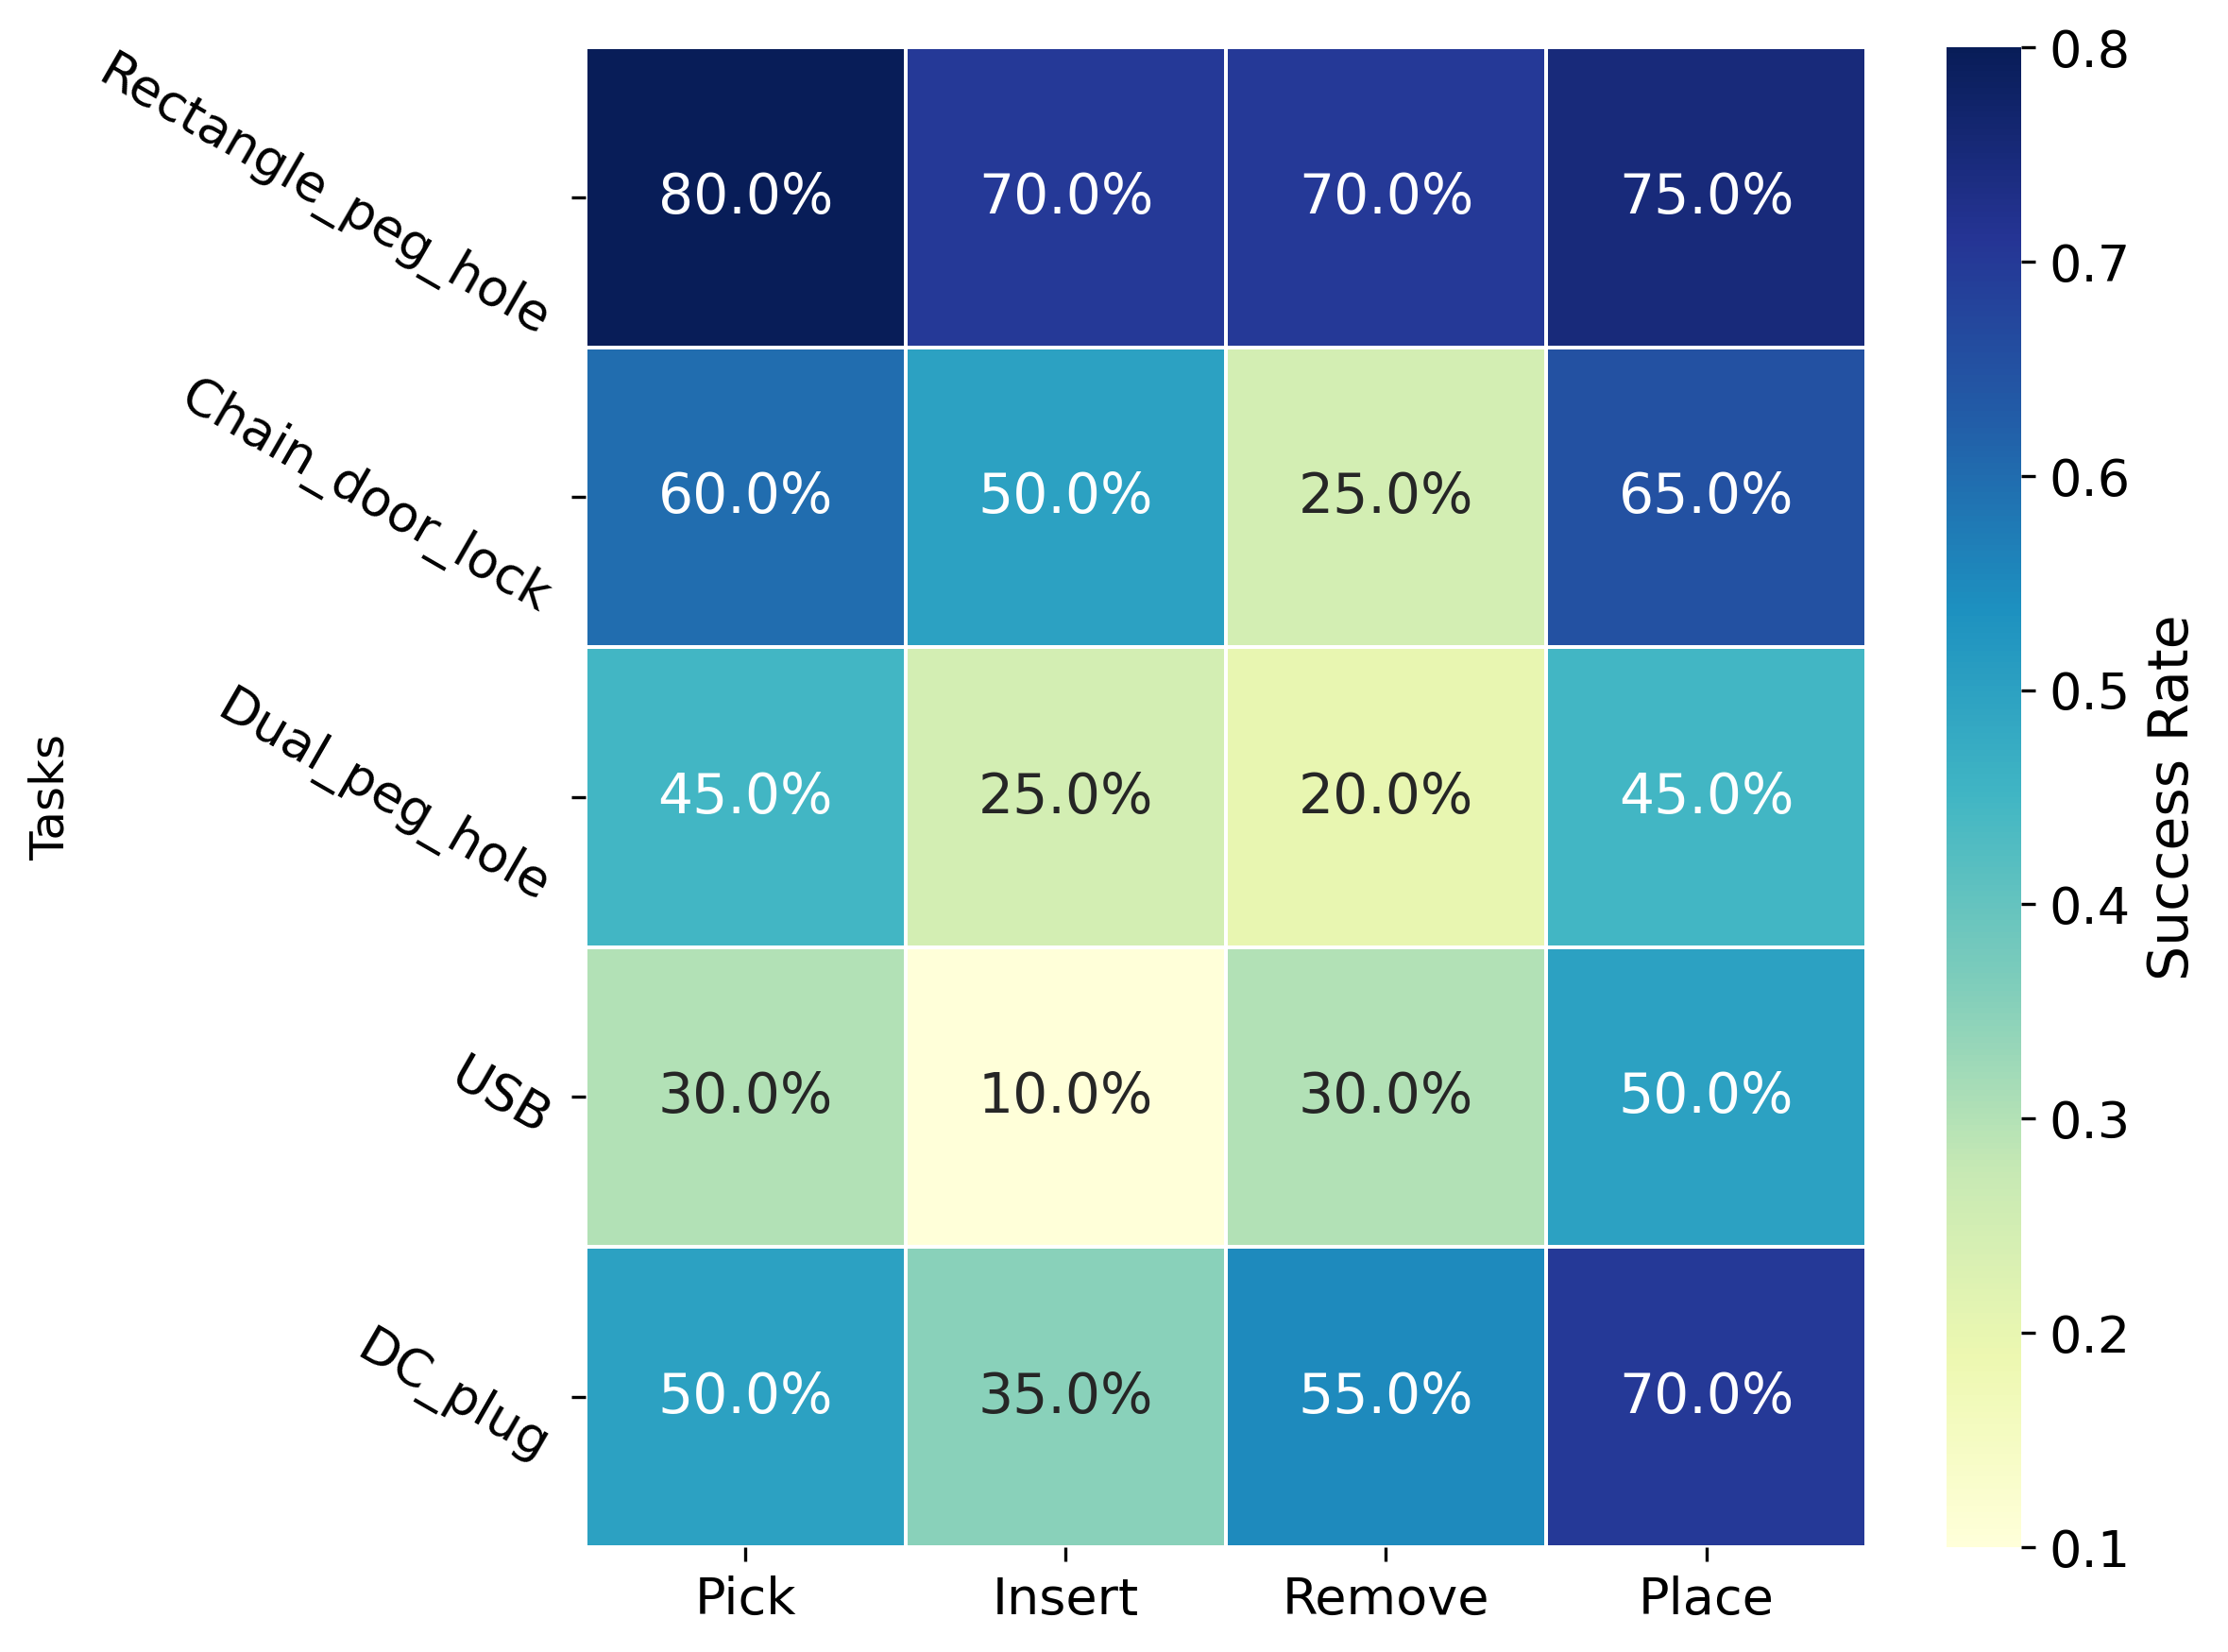 Tasks
Rectangle_peg_hole
80.0% 70.0% 70.0% 75.0%
Chain_door_lock
60.0% 50.0% 25.0% 65.0%
Dual_peg_hole
45.0% 25.0% 20.0% 45.0%
USB
30.0% 10.0% 30.0% 50.0%
DC_plug
50.0% 35.0% 55.0% 70.0%
Pick Insert Remove Place
0.8
0.7
0.6
0.5
0.4
0.3
0.2
0.1
Success Rate